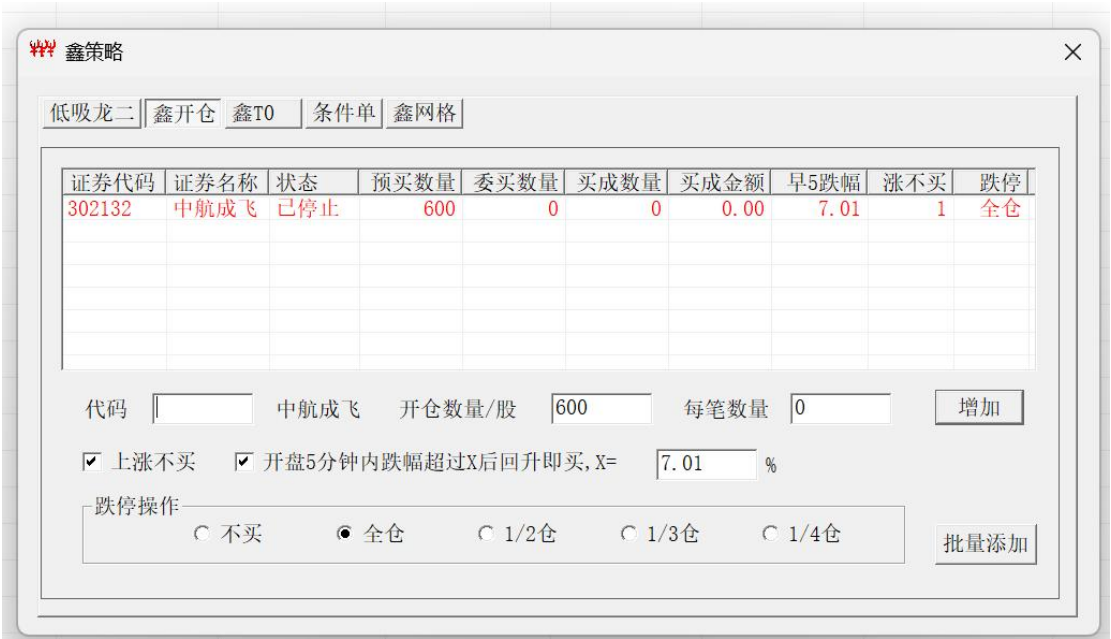 鑫策略
低吸龙二 鑫开仓 鑫T0 条件单 鑫网格
证券代码 证券名称 状态 预买数量 委买数量 买成数量 买成金额 早5跌幅 涨不买 跌停
302132 中航成飞 已停止 600 0 0 0.00 7.01 1 全仓
代码 中航成飞 开仓数量/股 600 每笔数量 0 增加
上涨不买 开盘5分钟内跌幅超过X后回升即买,X= 7.01 %
跌停操作
不买 全仓 1/2仓 1/3仓 1/4仓
批量添加